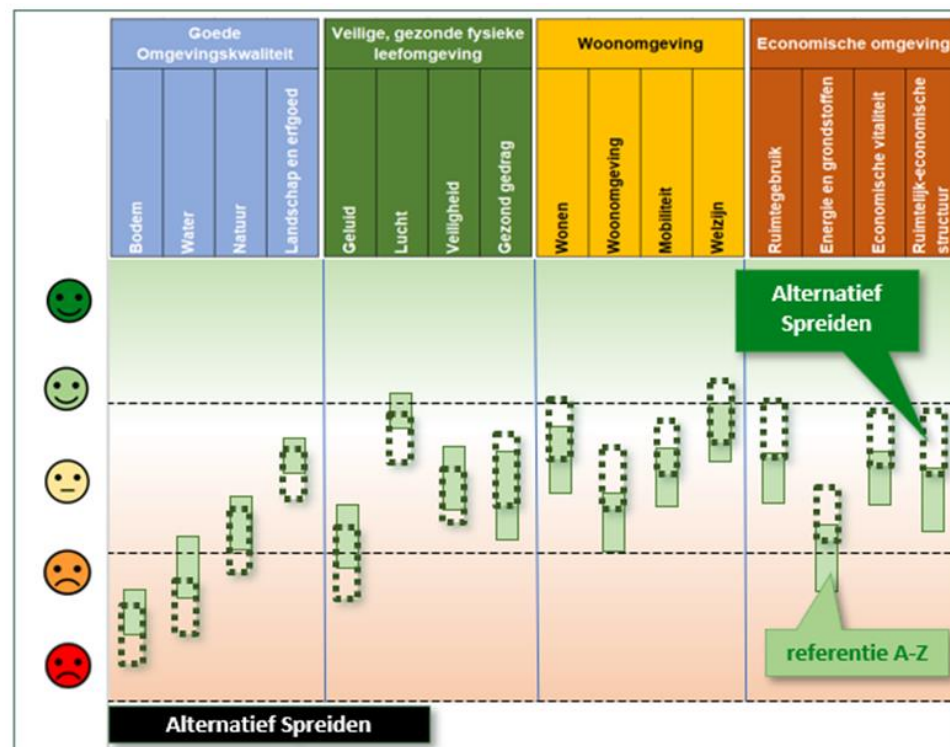 Goede
Omgevingskwaliteit
Veilige, gezonde fysieke
leefomgeving
Woonomgeving
Economische omgeving
Bodem
Water
Natuur
Landschap en erfgoed
Geluid
Lucht
Veiligheid
Gezond gedrag
Wonen
Woonomgeving
Mobiliteit
Welzijn
Ruimtegebruik
Energie en grondstoffen
Economische vitaliteit
Ruimtelijk-economische
structuur
Alternatief
Spreiden
referentie A-Z
Alternatief Spreiden